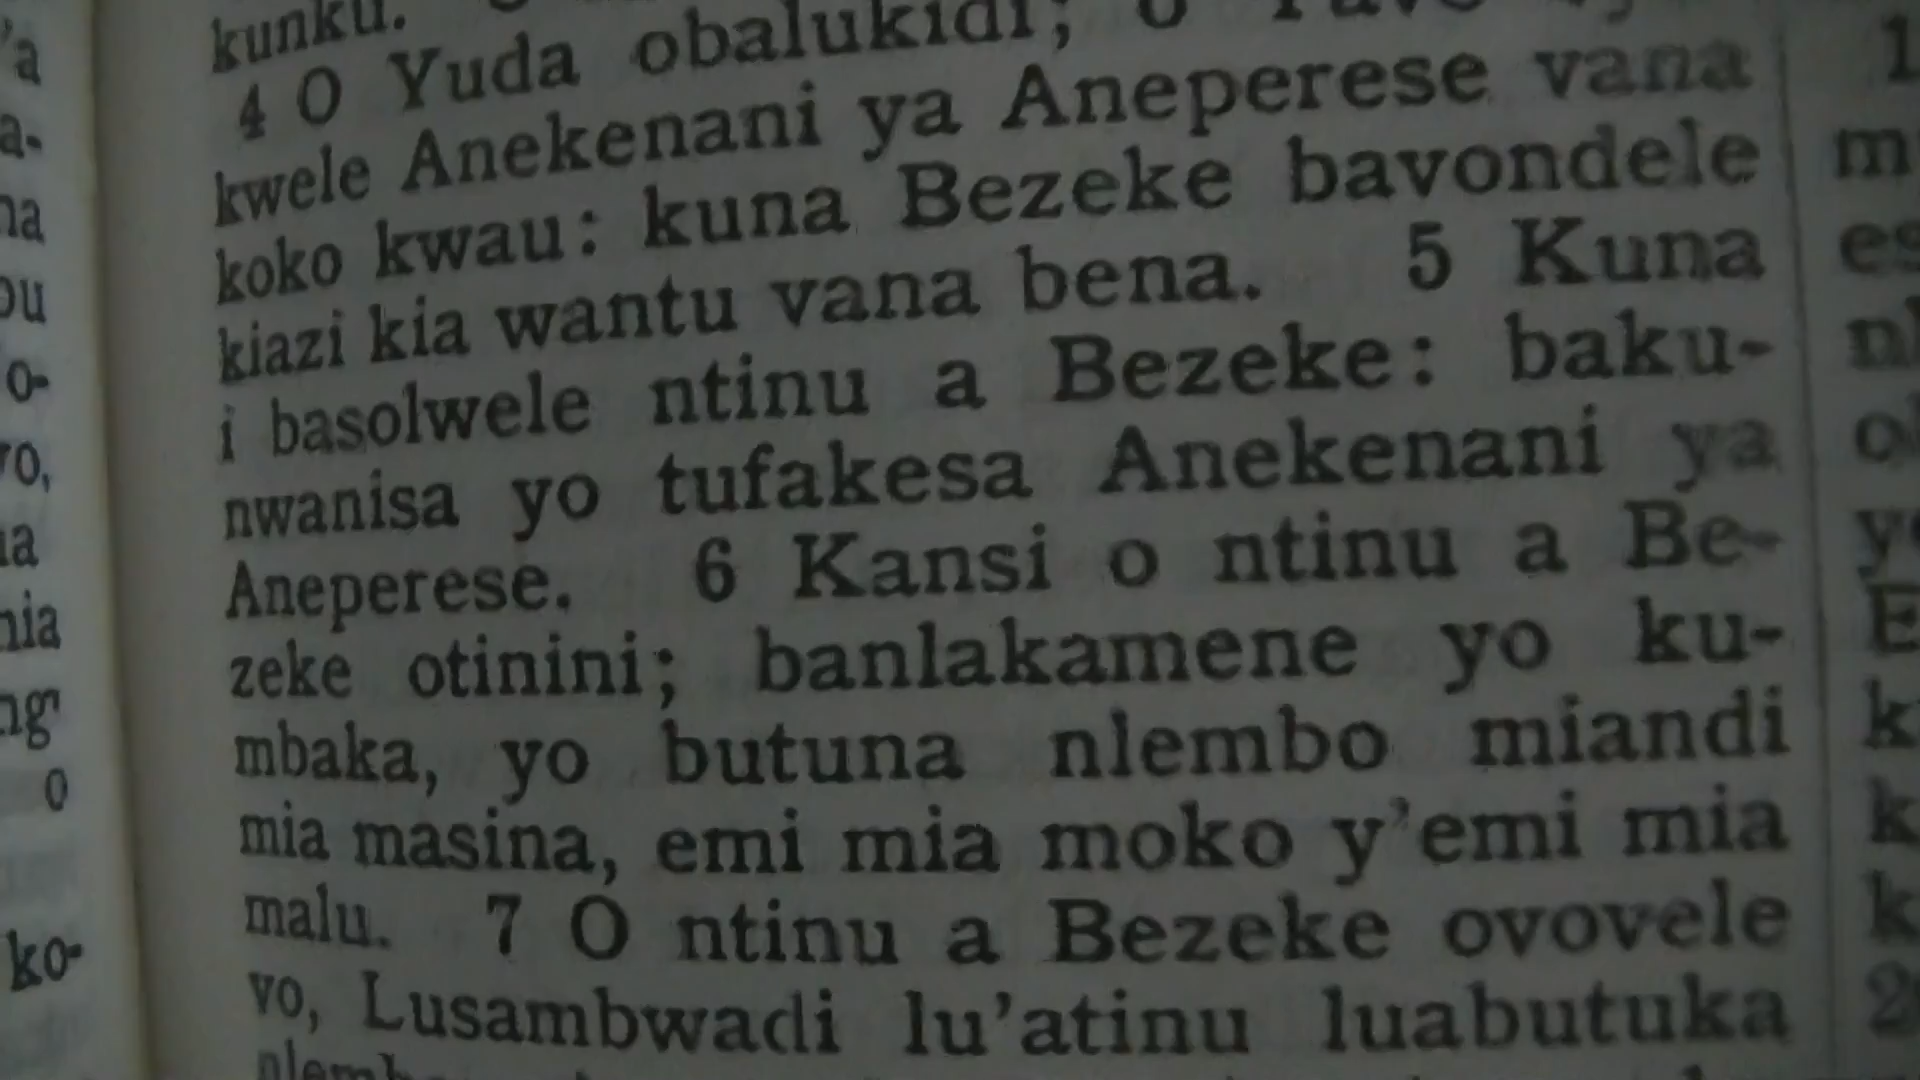 kunku.
4 O Yuda obalukidi; o
kwele Anekenani ya Aneperese vana
koko kwau: kuna Bezeke bavondele
kiazi kia wantu vana bena. 5 Kuna
i basolwele ntinu a Bezeke: baku-
nwanisa yo tufakesa Anekenani ya
Aneperese. 6 Kansi o ntinu a Be-
zeke otinini; banlakamene yo ku-
mbaka, yo butuna nlembo miandi
mia masina, emi mia moko y'emi mia
malu. 7 O ntinu a Bezeke ovovele
vo, Lusambwadi lu'atinu luabutuka